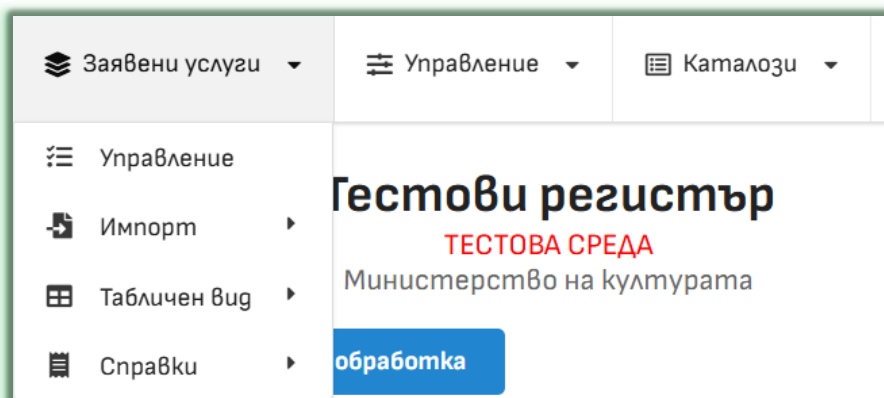 Заявени услуги
Управление
Каталози
Управление
Импорт
Табличен вид
Справки
Тестови регистър
ТЕСТОВА СРЕДА
Министерство на културата
обработка